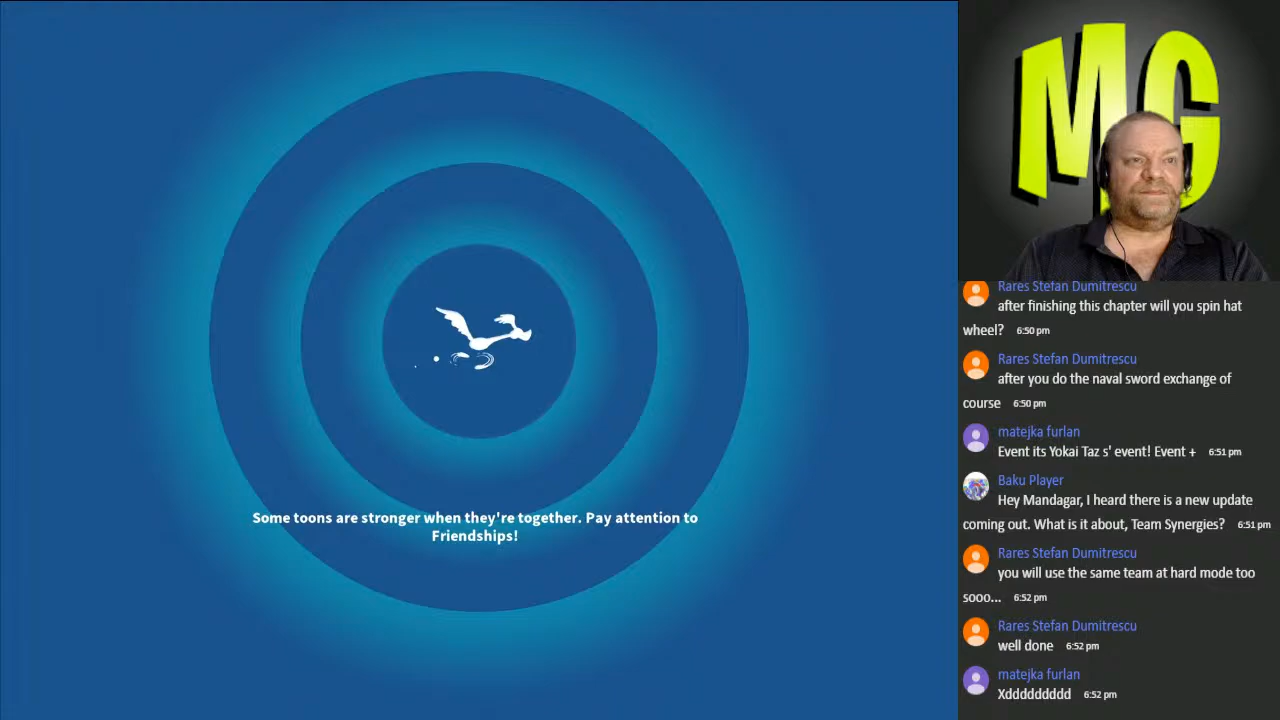 Some toons are stronger when they're together. Pay attention to
Friendships!
MG
Rares Stefan Dumitrescu
after finishing this chapter will you spin hat
wheel? 6:50 pm
Rares Stefan Dumitrescu
after you do the naval sword exchange of
course 6:50 pm
matejka furlan
Event its Yokai Taz s' event! Event + 6:51 pm
Baku Player
Hey Mandagar, I heard there is a new update
coming out. What is it about, Team Synergies? 6:51 pm
Rares Stefan Dumitrescu
you will use the same team at hard mode too
sooo... 6:52 pm
Rares Stefan Dumitrescu
well done 6:52 pm
matejka furlan
Xddddddddd 6:52 pm